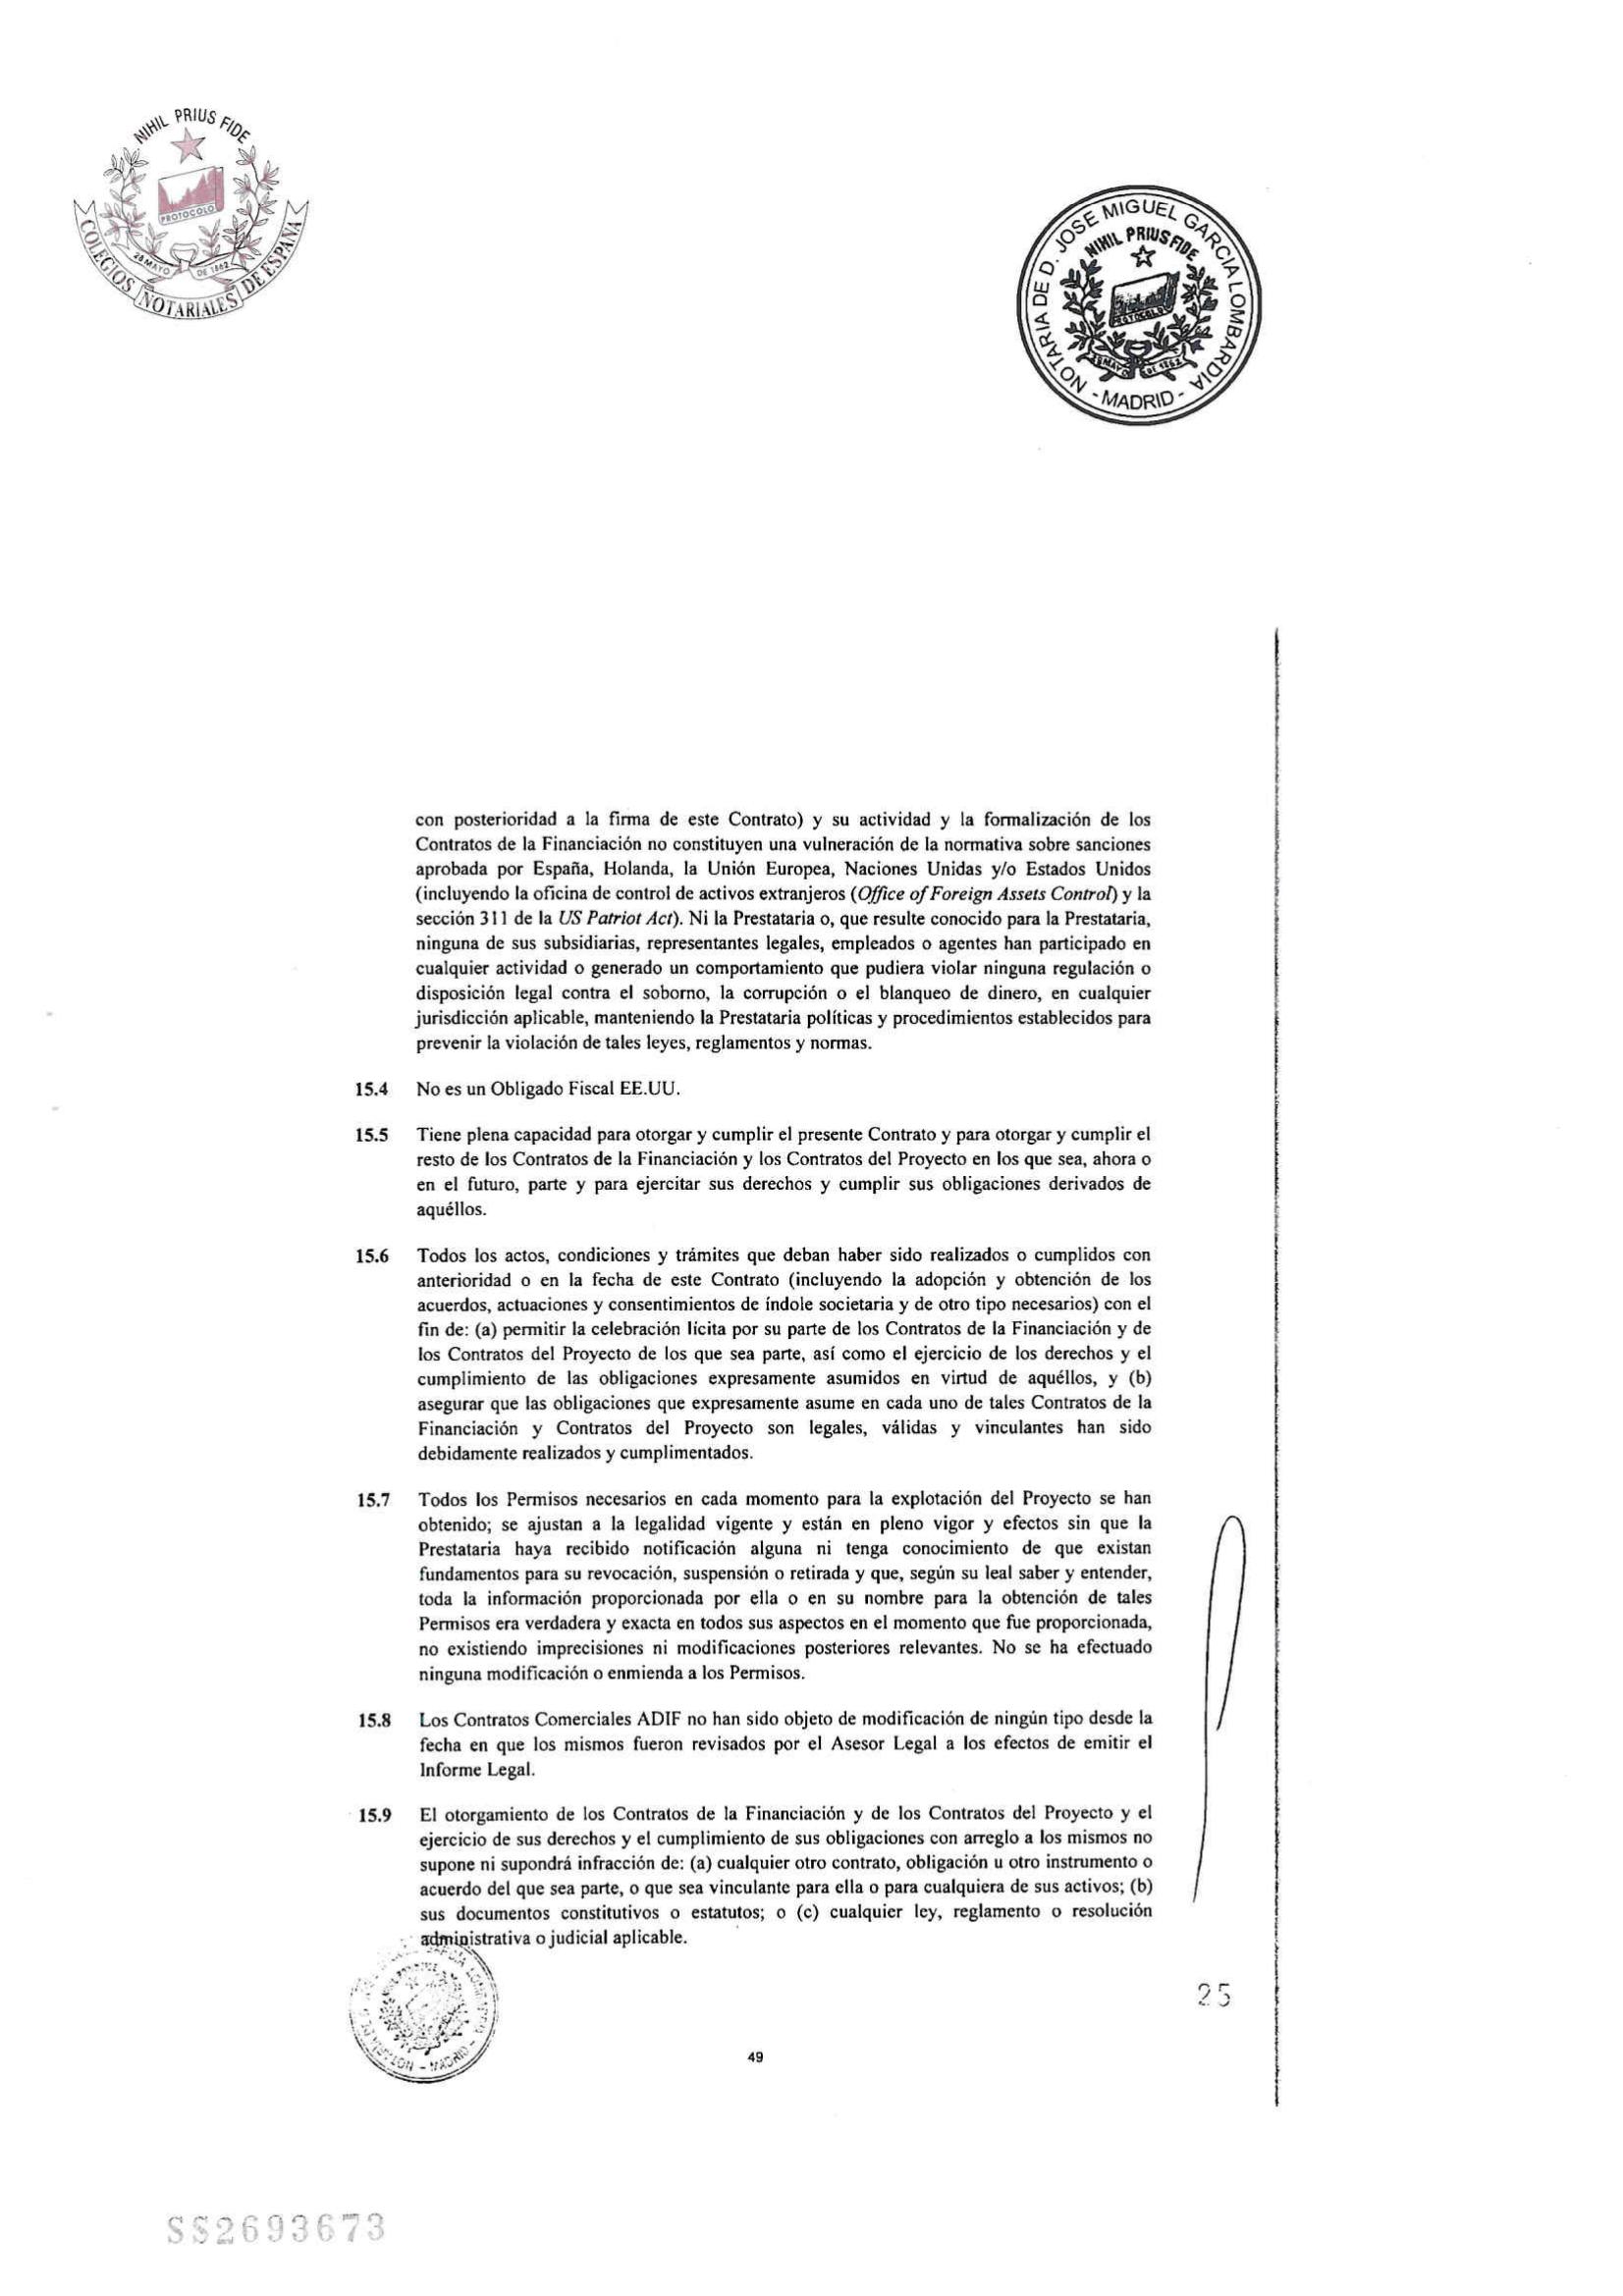 NIHIL PRIUS FIDE
PROTOCOLO
28 MAYO DE 1862
COLEGIOS NOTARIALES DE ESPAÑA
NOTARIA DE D. JOSE MIGUEL GARCIA LOMBARDIA
NIHIL PRIUS FIDE
PROTOCOLO
28 MAYO DE 1862
- MADRID -
con posterioridad a la firma de este Contrato) y su actividad y la formalización de los
Contratos de la Financiación no constituyen una vulneración de la normativa sobre sanciones
aprobada por España, Holanda, la Unión Europea, Naciones Unidas y/o Estados Unidos
(incluyendo la oficina de control de activos extranjeros (Office of Foreign Assets Control) y la
sección 311 de la US Patriot Act). Ni la Prestataria o, que resulte conocido para la Prestataria,
ninguna de sus subsidiarias, representantes legales, empleados o agentes han participado en
cualquier actividad o generado un comportamiento que pudiera violar ninguna regulación o
disposición legal contra el soborno, la corrupción o el blanqueo de dinero, en cualquier
jurisdicción aplicable, manteniendo la Prestataria políticas y procedimientos establecidos para
prevenir la violación de tales leyes, reglamentos y normas.
15.4 No es un Obligado Fiscal EE.UU.
15.5 Tiene plena capacidad para otorgar y cumplir el presente Contrato y para otorgar y cumplir el
resto de los Contratos de la Financiación y los Contratos del Proyecto en los que sea, ahora o
en el futuro, parte y para ejercitar sus derechos y cumplir sus obligaciones derivados de
aquéllos.
15.6 Todos los actos, condiciones y trámites que deban haber sido realizados o cumplidos con
anterioridad o en la fecha de este Contrato (incluyendo la adopción y obtención de los
acuerdos, actuaciones y consentimientos de índole societaria y de otro tipo necesarios) con el
fin de: (a) permitir la celebración lícita por su parte de los Contratos de la Financiación y de
los Contratos del Proyecto de los que sea parte, así como el ejercicio de los derechos y el
cumplimiento de las obligaciones expresamente asumidos en virtud de aquéllos, y (b)
asegurar que las obligaciones que expresamente asume en cada uno de tales Contratos de la
Financiación y Contratos del Proyecto son legales, válidas y vinculantes han sido
debidamente realizados y cumplimentados.
15.7 Todos los Permisos necesarios en cada momento para la explotación del Proyecto se han
obtenido; se ajustan a la legalidad vigente y están en pleno vigor y efectos sin que la
Prestataria haya recibido notificación alguna ni tenga conocimiento de que existan
fundamentos para su revocación, suspensión o retirada y que, según su leal saber y entender,
toda la información proporcionada por ella o en su nombre para la obtención de tales
Permisos era verdadera y exacta en todos sus aspectos en el momento que fue proporcionada,
no existiendo imprecisiones ni modificaciones posteriores relevantes. No se ha efectuado
ninguna modificación o enmienda a los Permisos.
15.8 Los Contratos Comerciales ADIF no han sido objeto de modificación de ningún tipo desde la
fecha en que los mismos fueron revisados por el Asesor Legal a los efectos de emitir el
Informe Legal.
15.9 El otorgamiento de los Contratos de la Financiación y de los Contratos del Proyecto y el
ejercicio de sus derechos y el cumplimiento de sus obligaciones con arreglo a los mismos no
supone ni supondrá infracción de: (a) cualquier otro contrato, obligación u otro instrumento o
acuerdo del que sea parte, o que sea vinculante para ella o para cualquiera de sus activos; (b)
sus documentos constitutivos o estatutos; o (c) cualquier ley, reglamento o resolución
administrativa o judicial aplicable.
- MADRID -
25
49
SS2693673